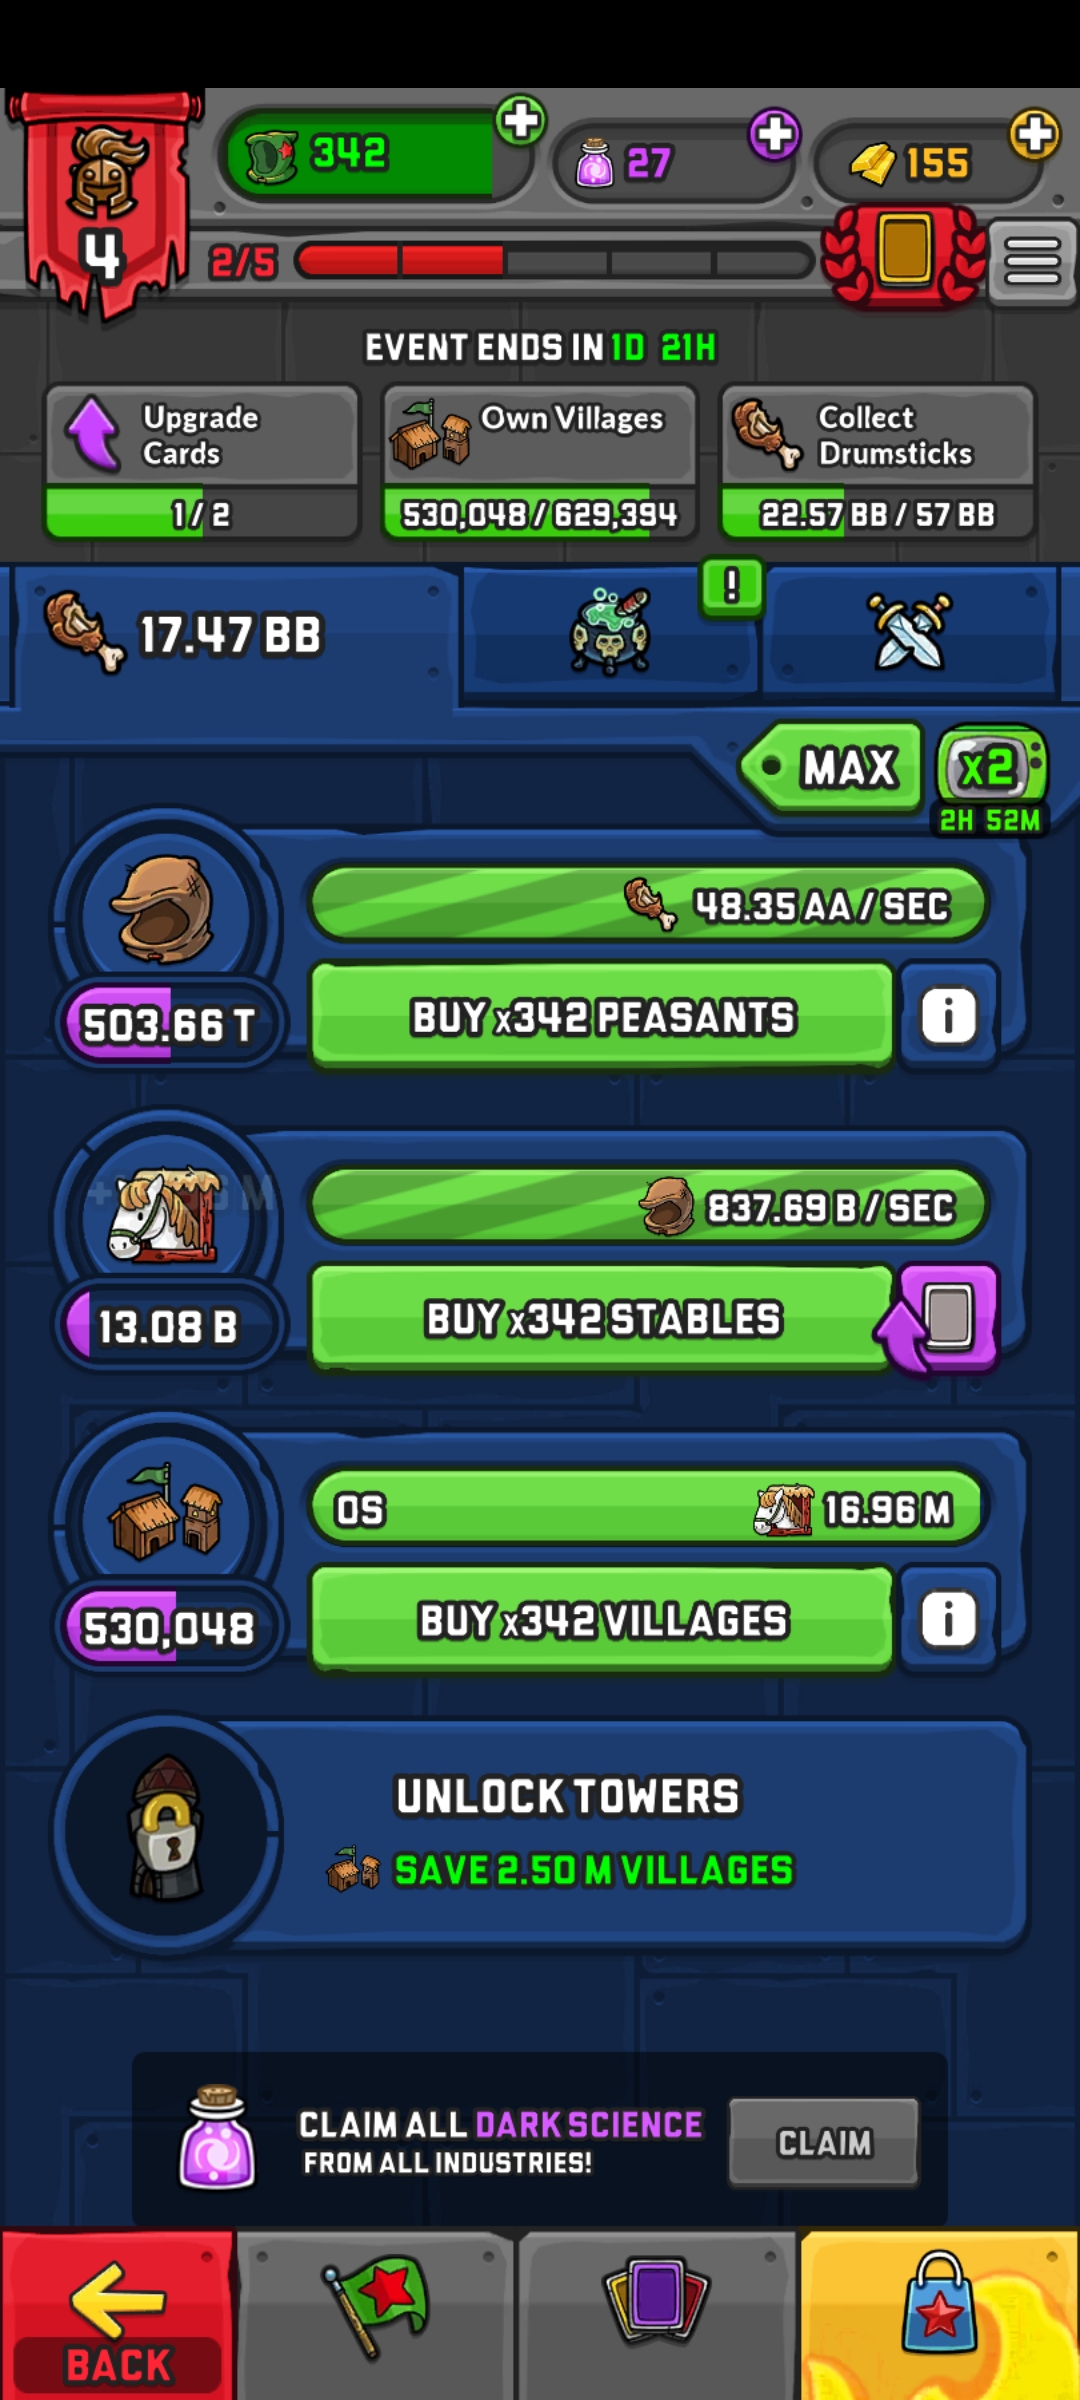 342
27
155
4
2/5
EVENT ENDS IN 1D 21H
Upgrade
Cards
1/2
Own Villages
530,048/629,394
Collect
Drumsticks
22.57 BB/57 BB
17.47 BB
!
MAX
x2
2H 52M
48.35 AA/SEC
503.66 T
BUY x342 PEASANTS
i
837.69 B/SEC
13.08 B
BUY x342 STABLES
0S
16.96 M
530,048
BUY x342 VILLAGES
i
UNLOCK TOWERS
SAVE 2.50 M VILLAGES
CLAIM ALL DARK SCIENCE
FROM ALL INDUSTRIES!
CLAIM
BACK